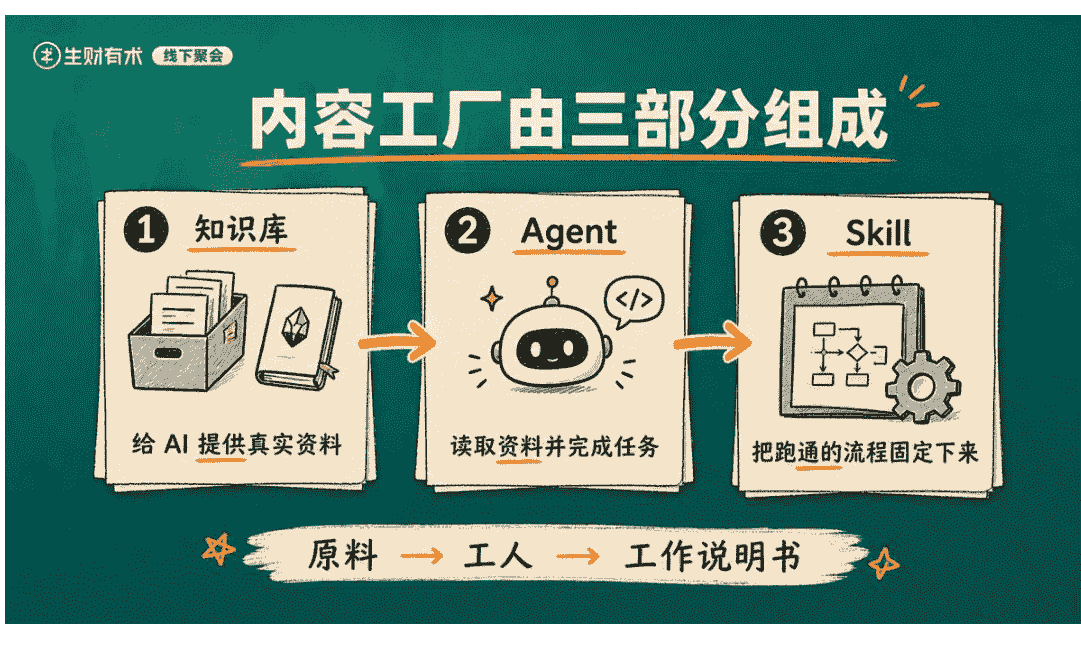 生财有术 线下聚会
内容工厂由三部分组成
1 知识库
给 AI 提供真实资料
2 Agent
</>
读取资料并完成任务
3 Skill
把跑通的流程固定下来
原料 → 工人 → 工作说明书